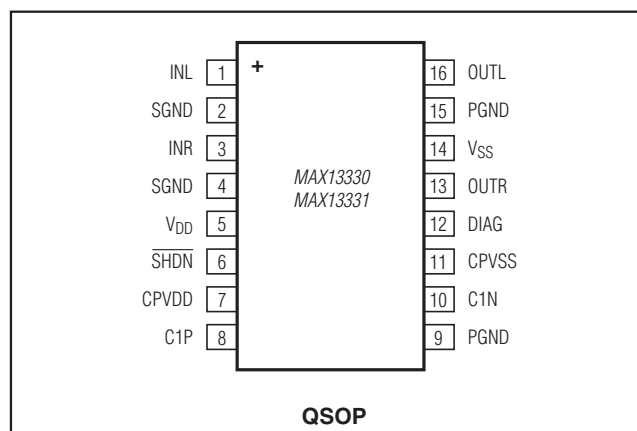 INL 1 + 16 OUTL
SGND 2 15 PGND
INR 3 14 VSS
SGND 4 MAX13330 13 OUTR
MAX13331
VDD 5 12 DIAG
SHDN 6 11 CPVSS
CPVDD 7 10 C1N
C1P 8 9 PGND
QSOP